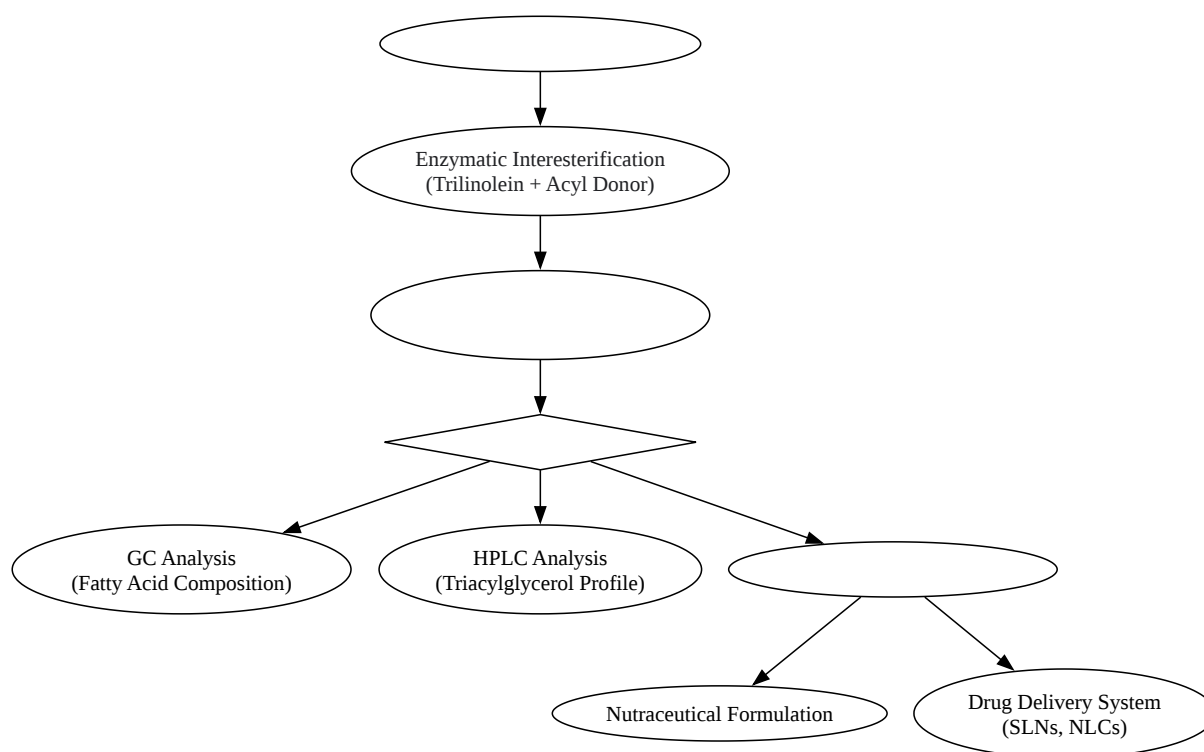 Enzymatic Interesterification
(Trilinolein + Acyl Donor)
GC Analysis
(Fatty Acid Composition)
HPLC Analysis
(Triacylglycerol Profile)
Nutraceutical Formulation
Drug Delivery System
(SLNs, NLCs)